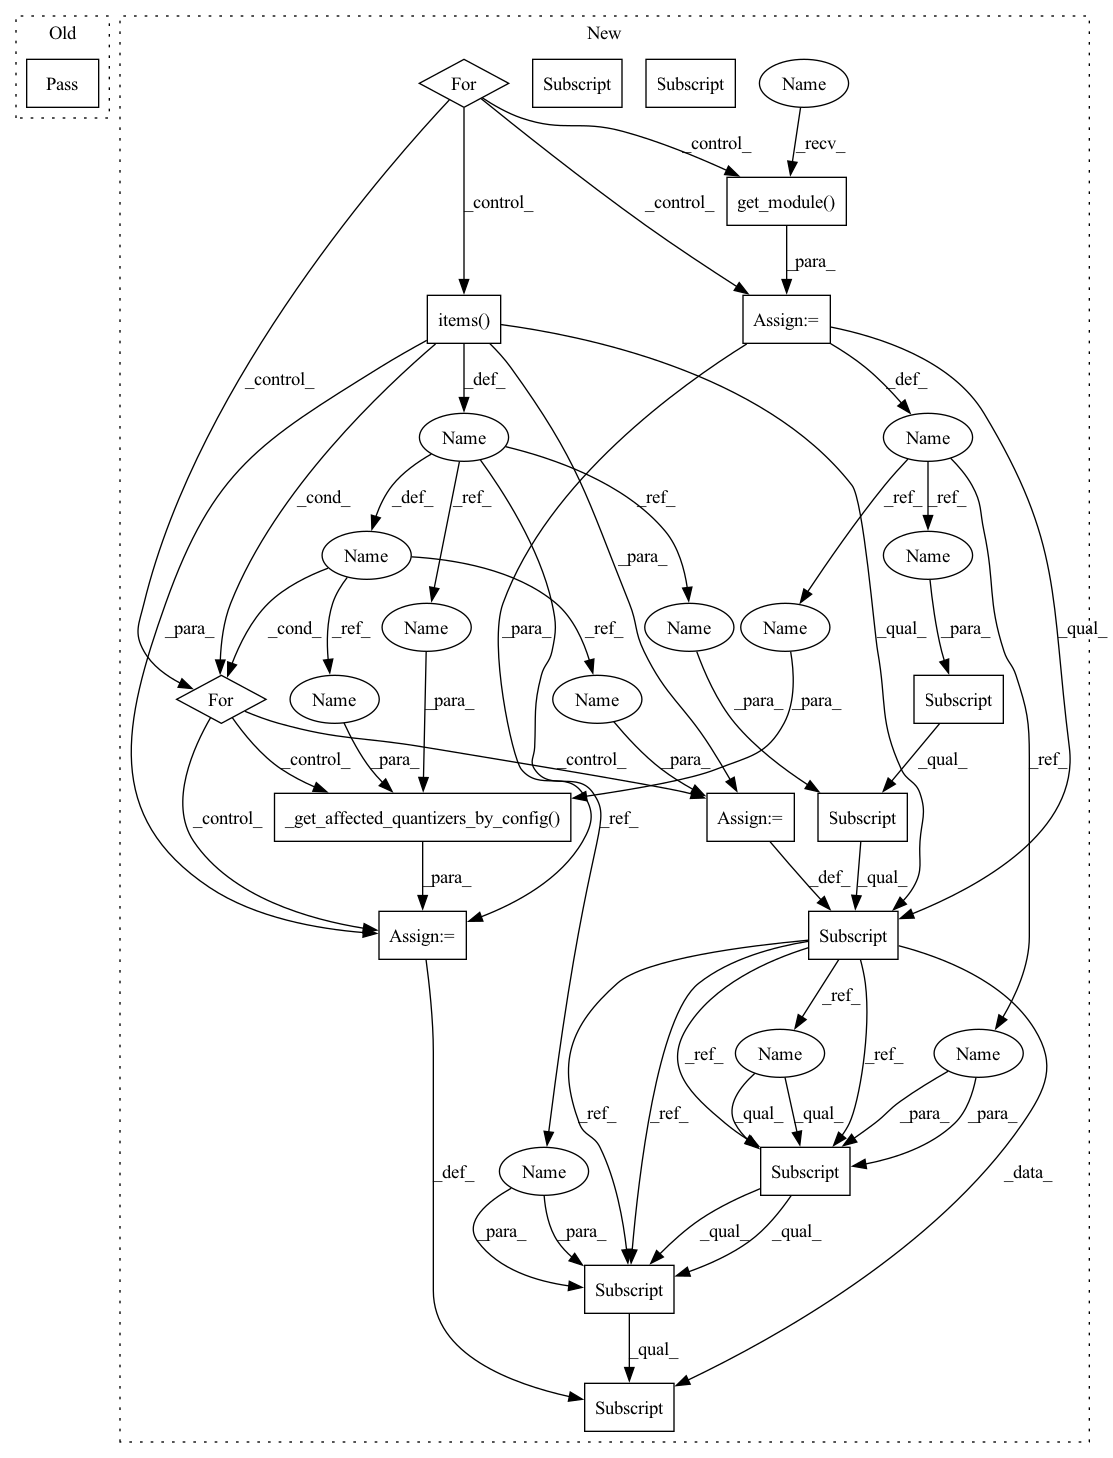 Old
New
Pass
For
Subscript
Subscript
Name
_control_
_recv_
get_module()
_control_
_control_
_para_
items()
Assign:=
_control_
_def_
_def_
Name
Name
_cond_
_def_
_ref_
_ref_
_ref_
_ref_
Name
Name
_para_
_para_
_cond_
_ref_
_ref_
Name
Name
Name
_para_
_qual_
_para_
_qual_
For
Name
Name
Subscript
_para_
_para_
_para_
_control_
_para_
_control_
_para_
_qual_
_ref_
_control_
_get_affected_quantizers_by_config()
Assign:=
Subscript
_ref_
_para_
_def_
_qual_
Assign:=
Subscript
_ref_
Name
Name
_ref_
_ref_
_ref_
_ref_
_qual_
_qual_
_para_
_para_
_def_
Name
Subscript
_data_
_para_
_para_
_qual_
_qual_
Subscript
_qual_
Subscript